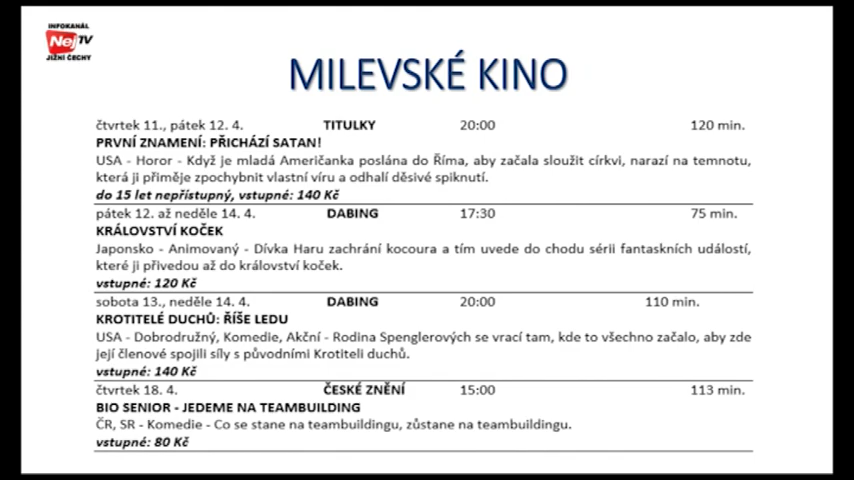 INFOKANÁL
Nej TV
JIŽNÍ ČECHY
MILEVSKÉ KINO
čtvrtek 11., pátek 12. 4. TITULKY 20:00 120 min.
PRVNÍ ZNAMENÍ: PŘICHÁZÍ SATAN!
USA - Horor - Když je mladá Američanka poslána do Říma, aby začala sloužit církvi, narazí na temnotu,
která ji přiměje zpochybnit vlastní víru a odhalí děsivé spiknutí.
do 15 let nepřístupný, vstupné: 140 Kč
pátek 12. až neděle 14. 4. DABING 17:30 75 min.
KRÁLOVSTVÍ KOČEK
Japonsko - Animovaný - Dívka Haru zachrání kocoura a tím uvede do chodu sérii fantaskních událostí,
které ji přivedou až do království koček.
vstupné: 120 Kč
sobota 13., neděle 14. 4. DABING 20:00 110 min.
KROTITELÉ DUCHŮ: ŘÍŠE LEDU
USA - Dobrodružný, Komedie, Akční - Rodina Spenglerových se vrací tam, kde to všechno začalo, aby zde
její členové spojili síly s původními Krotiteli duchů.
vstupné: 140 Kč
čtvrtek 18. 4. ČESKÉ ZNĚNÍ 15:00 113 min.
BIO SENIOR - JEDEME NA TEAMBUILDING
ČR, SR - Komedie - Co se stane na teambuildingu, zůstane na teambuildingu.
vstupné: 80 Kč